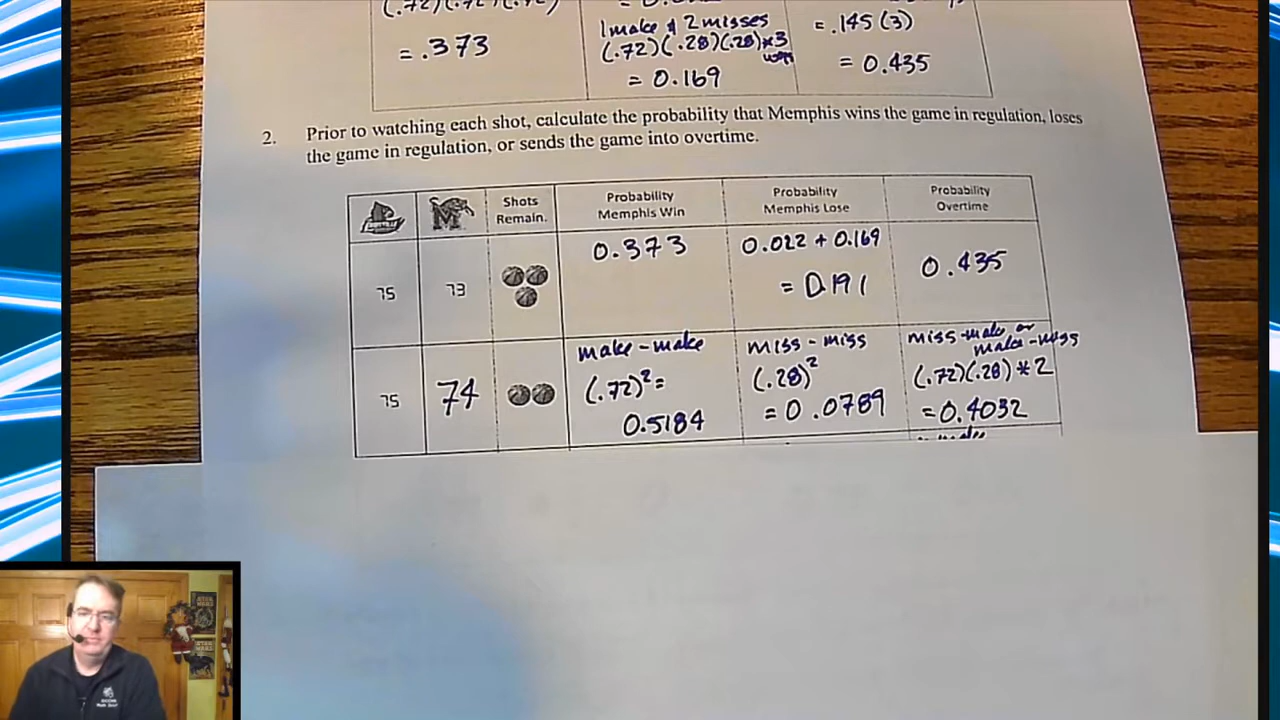 (.72)(.72)(.72)
= .373
1 make & 2 misses
(.72)(.28)(.28)*3
ways
= 0.169
= .145 (3)
= 0.435
2. Prior to watching each shot, calculate the probability that Memphis wins the game in regulation, loses
the game in regulation, or sends the game into overtime.
Shots
Remain.
Probability
Memphis Win
Probability
Memphis Lose
Probability
Overtime
75
73
0.373
0.022 + 0.169
= 0.191
0.435
75
74
make - make
(.72)²=
0.5184
miss - miss
(.28)²
= 0.0789
miss-make or
make-miss
(.72)(.28) * 2
= 0.4032